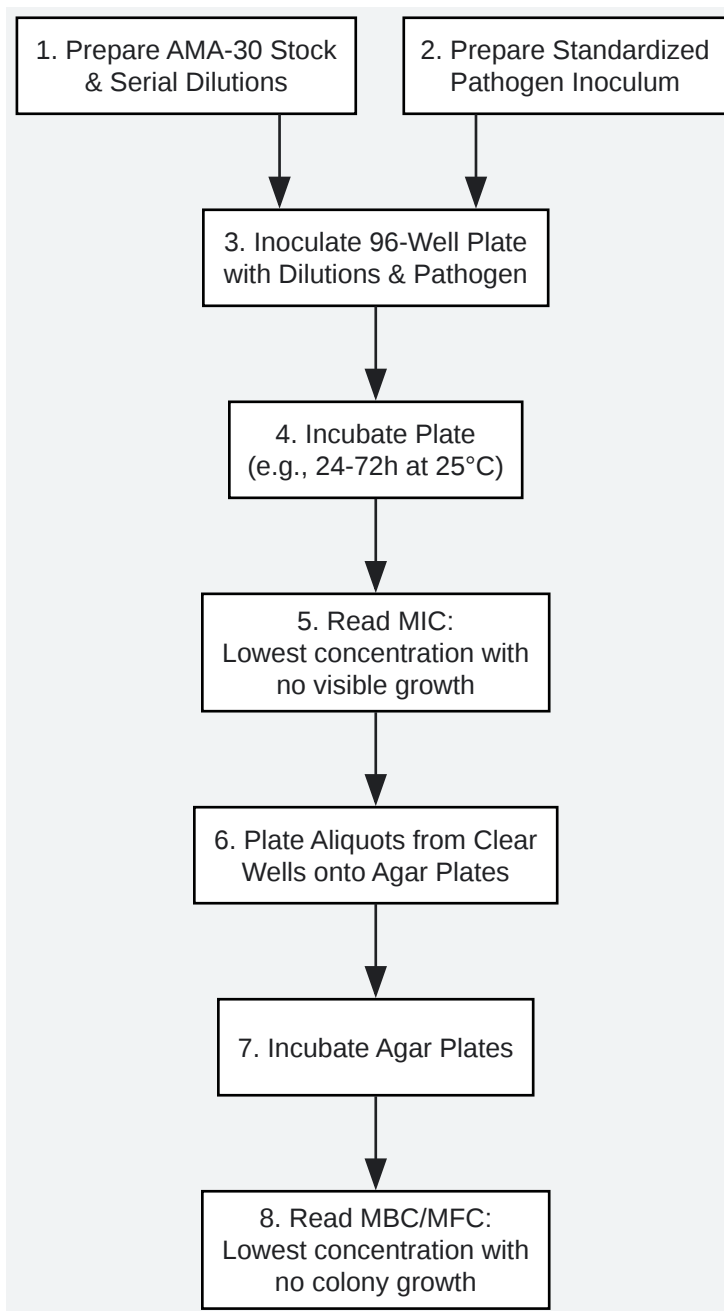 1. Prepare AMA-30 Stock
& Serial Dilutions
2. Prepare Standardized
Pathogen Inoculum
3. Inoculate 96-Well Plate
with Dilutions & Pathogen
4. Incubate Plate
(e.g., 24-72h at 25°C)
5. Read MIC:
Lowest concentration with
no visible growth
6. Plate Aliquots from Clear
Wells onto Agar Plates
7. Incubate Agar Plates
8. Read MBC/MFC:
Lowest concentration with
no colony growth